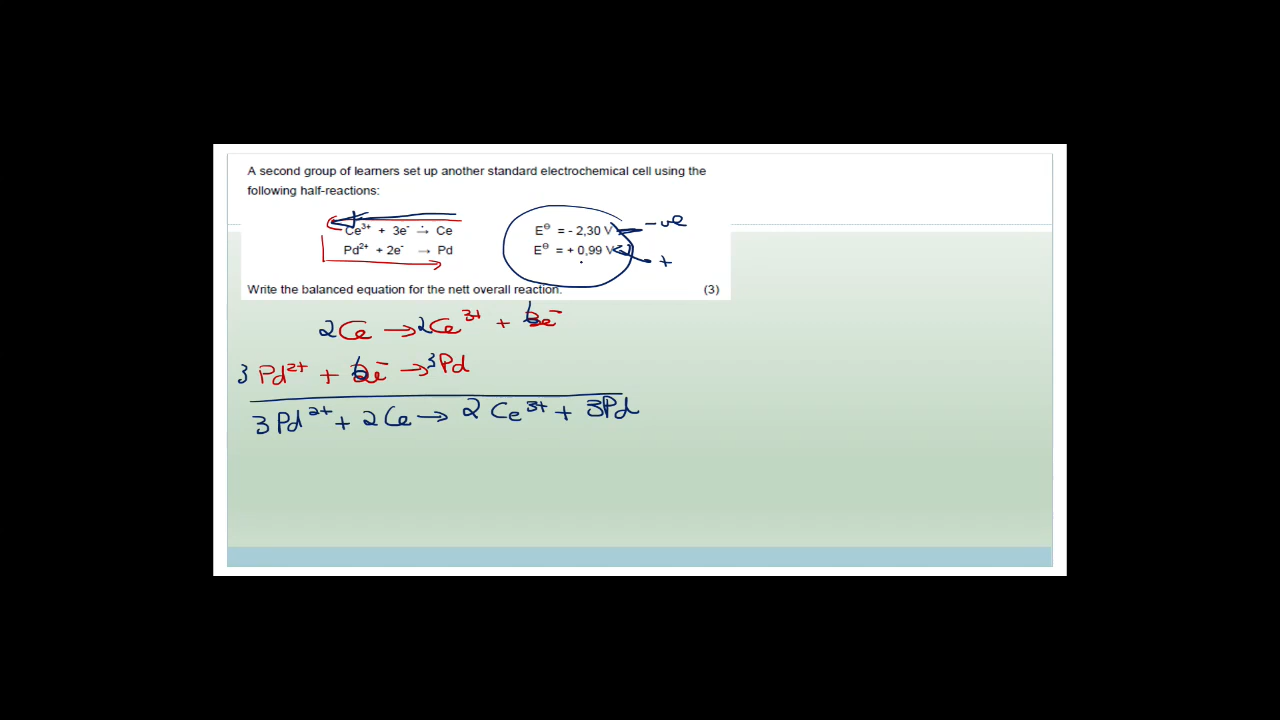 A second group of learners set up another standard electrochemical cell using the
following half-reactions:
Ce³⁺ + 3e⁻ → Ce E⊖ = - 2,30 V -ve
Pd²⁺ + 2e⁻ → Pd E⊖ = + 0,99 V +
Write the balanced equation for the nett overall reaction. (3)
2Ce → 2Ce³⁺ + 6e⁻
3Pd²⁺ + 6e⁻ → 3Pd
3Pd²⁺ + 2Ce → 2Ce³⁺ + 3Pd